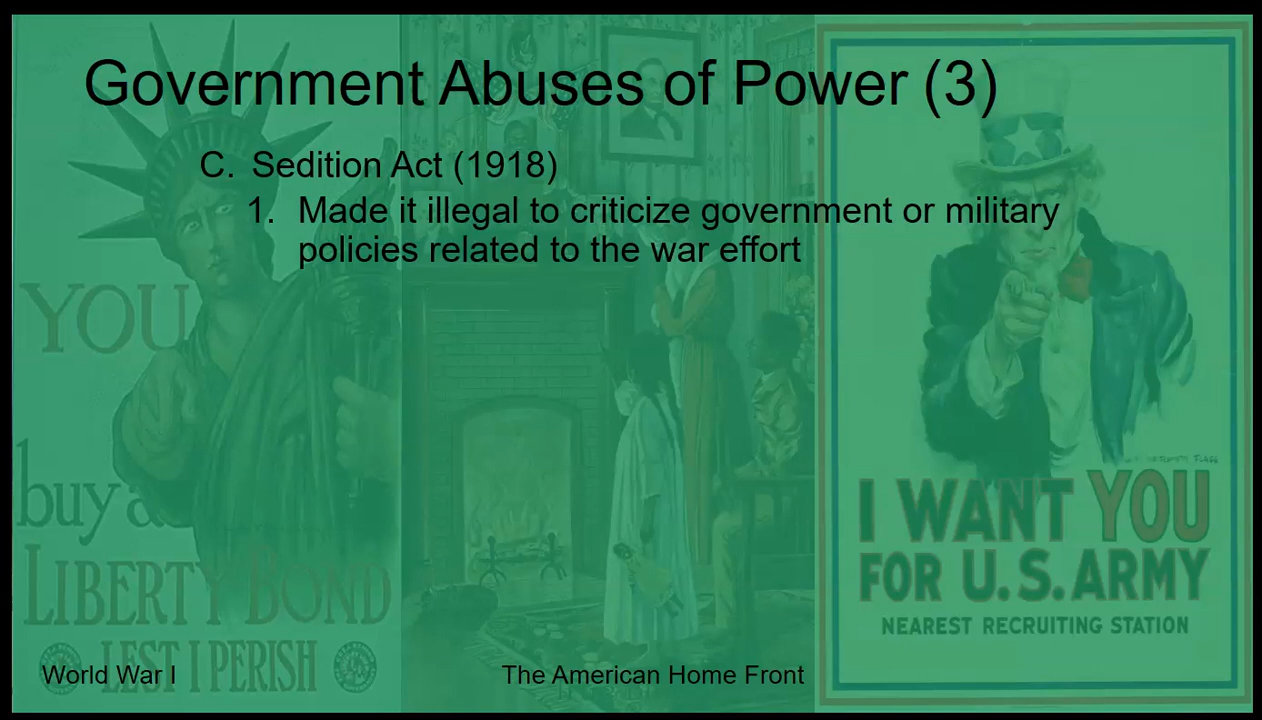 Government Abuses of Power (3)
C. Sedition Act (1918)
1. Made it illegal to criticize government or military
policies related to the war effort
YOU
buy a
LIBERTY BOND
LEST I PERISH
I WANT YOU
FOR U.S. ARMY
NEAREST RECRUITING STATION
World War I
The American Home Front